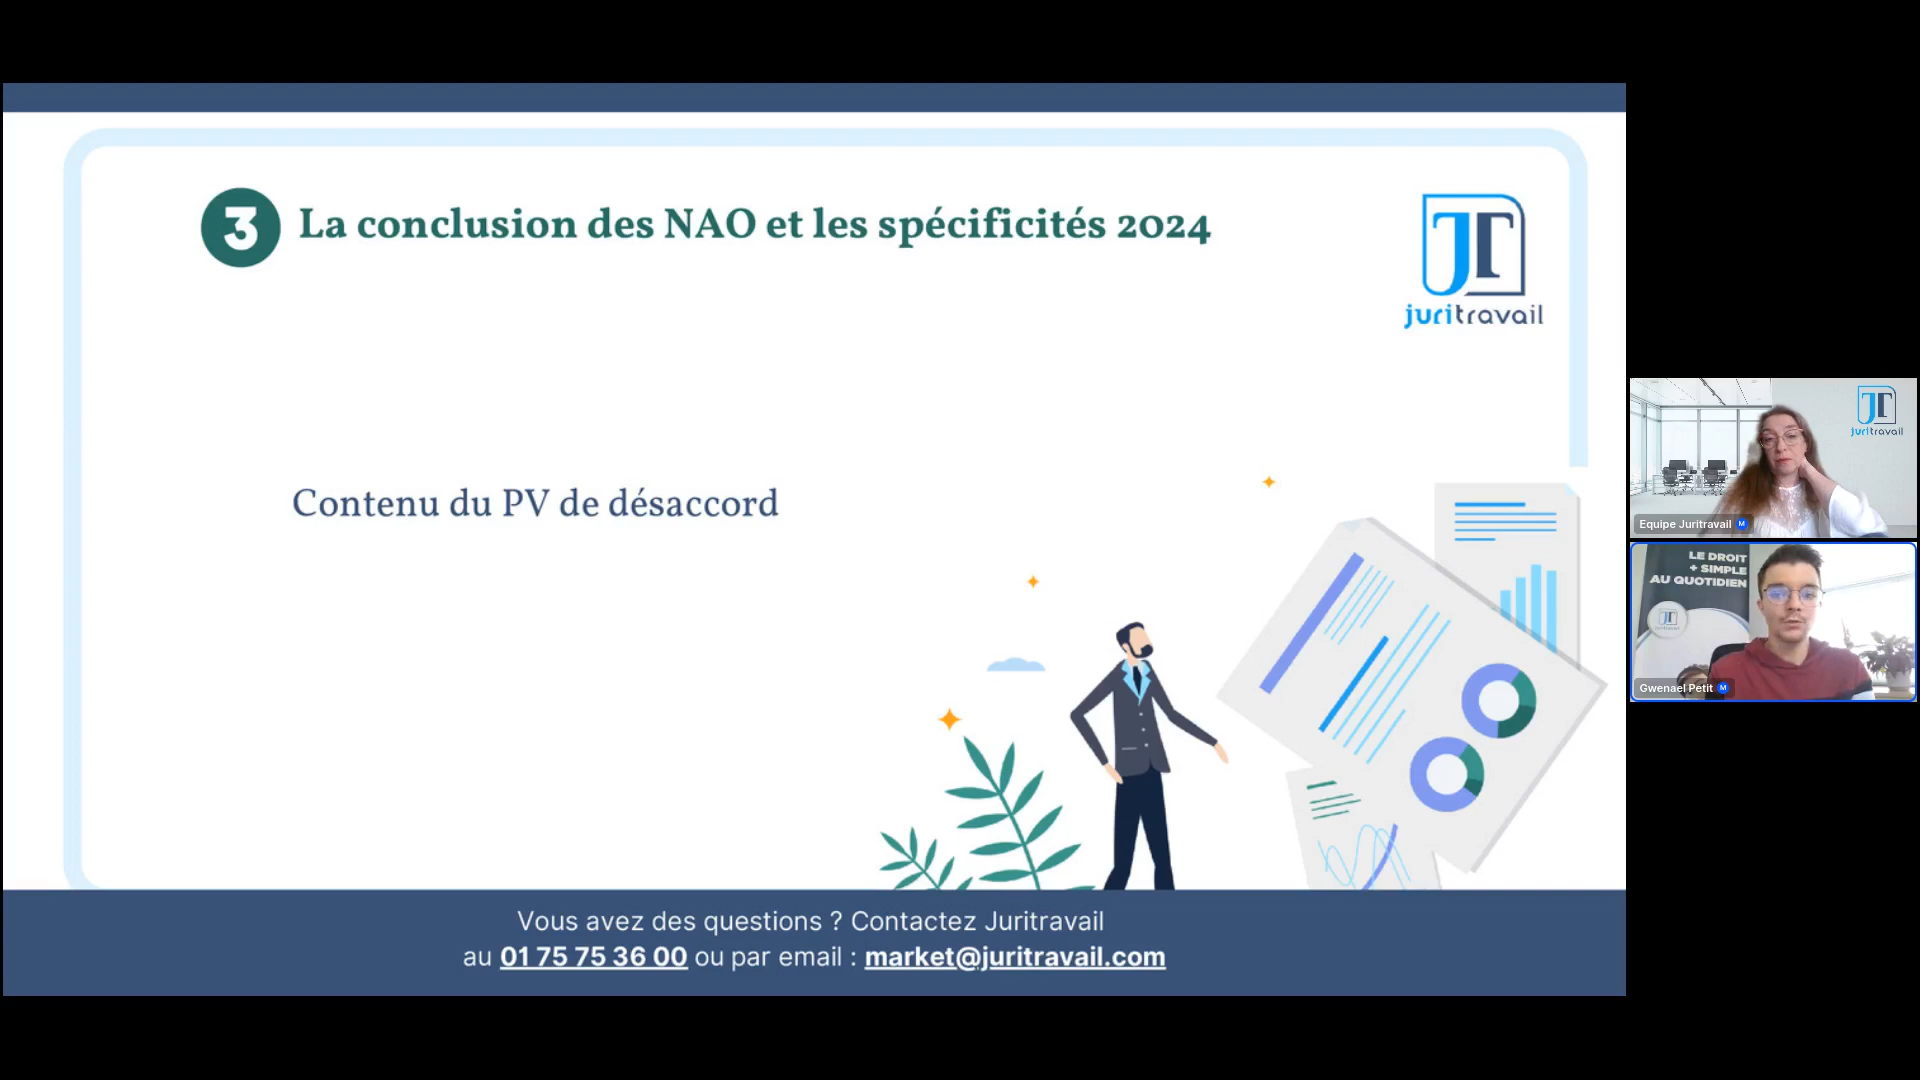 3 La conclusion des NAO et les spécificités 2024
JT
juritravail
Contenu du PV de désaccord
Vous avez des questions ? Contactez Juritravail
au 01 75 75 36 00 ou par email : market@juritravail.com
JT
juritravail
Equipe Juritravail M
LE DROIT
+ SIMPLE
AU QUOTIDIEN
Gwenael Petit M